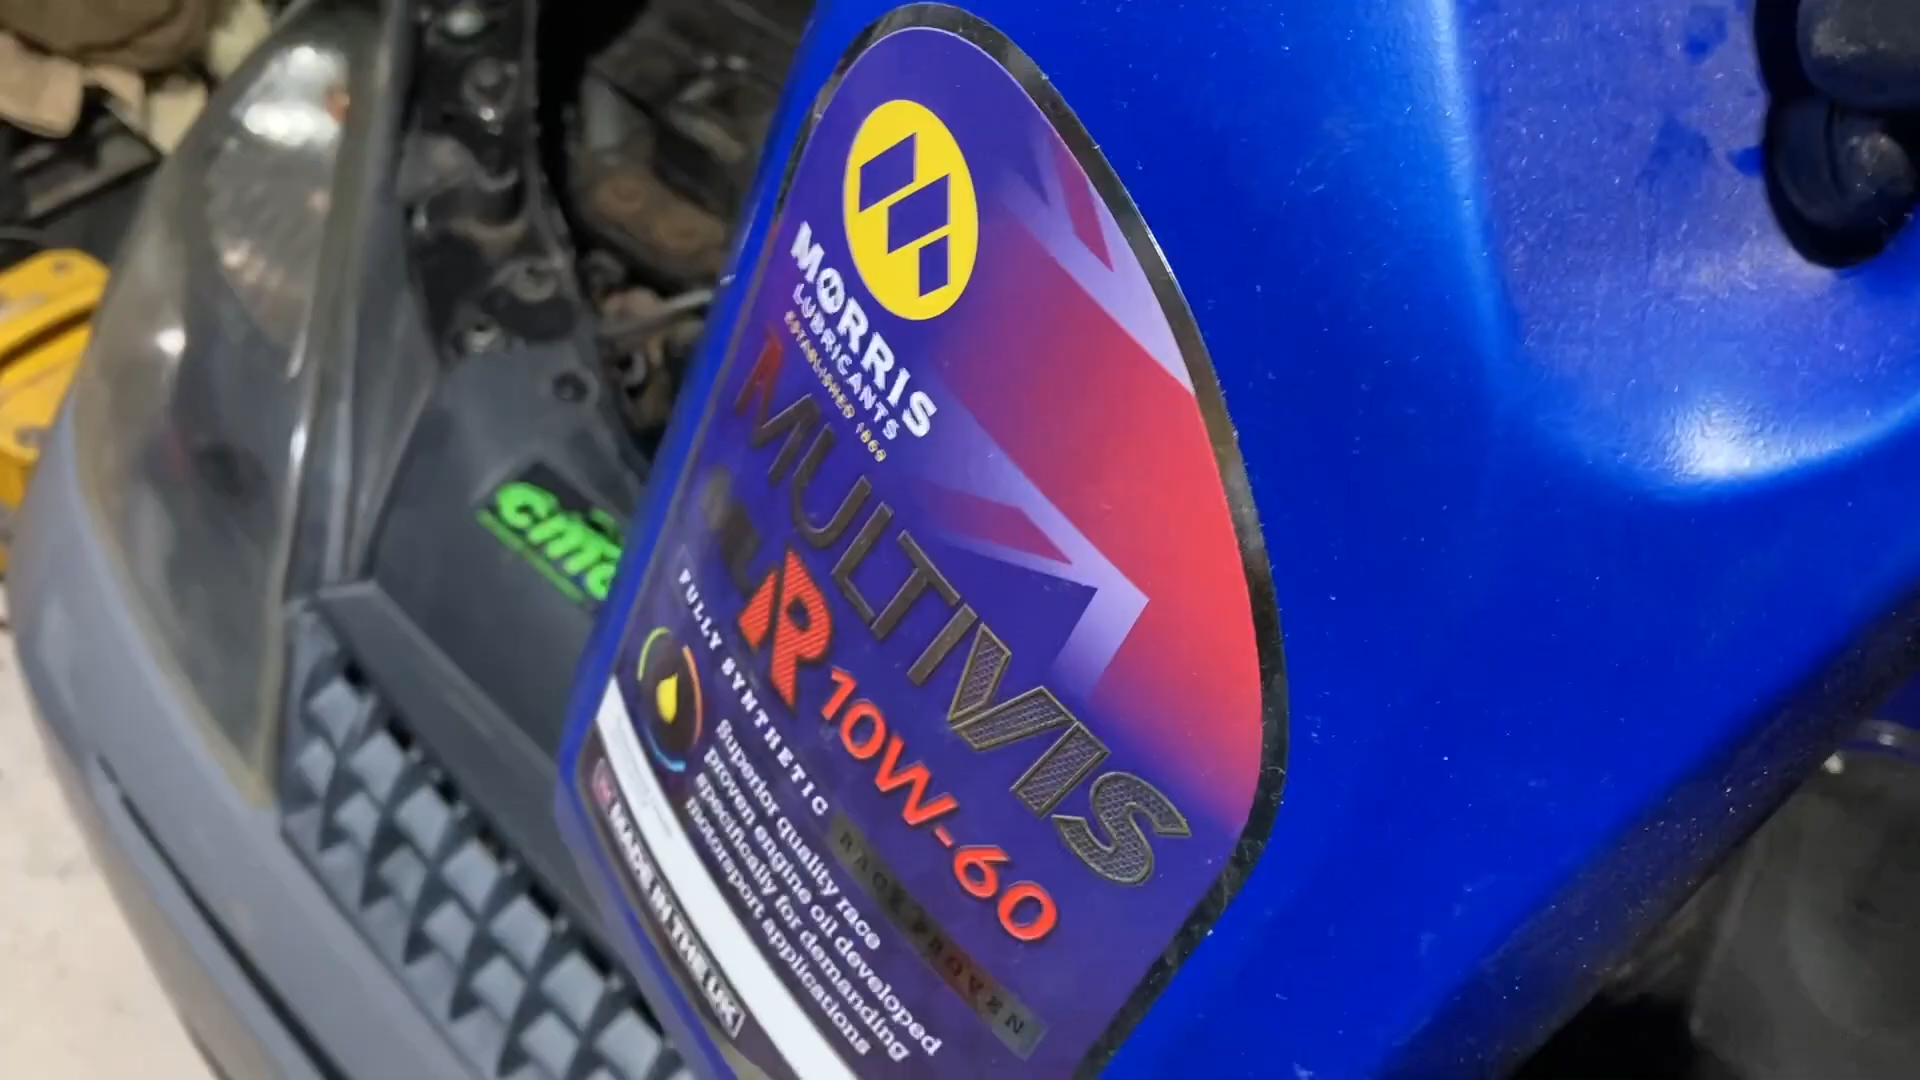 MORRIS
LUBRICANTS
ESTABLISHED 1869
MULTIVIS
R 10W-60
FULLY SYNTHETIC
RACE PROVEN
Superior quality race
proven engine oil developed
specifically for demanding
motorsport applications
MADE IN THE UK